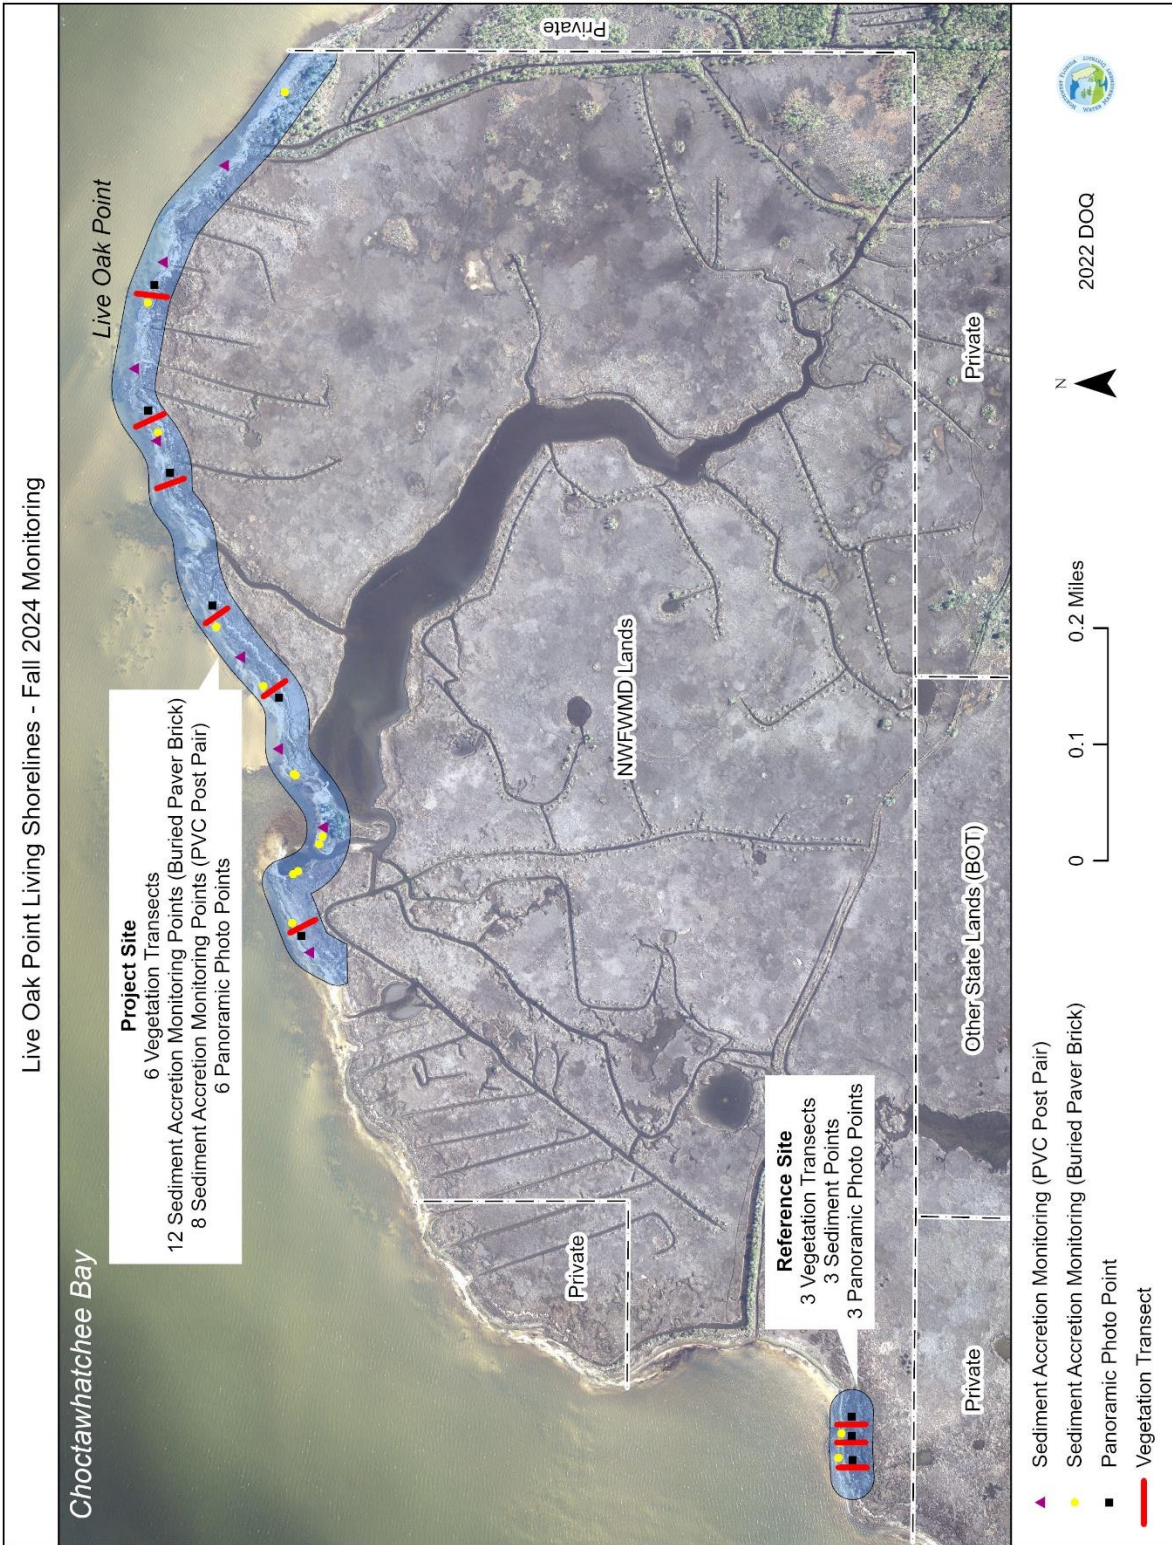 Live Oak Point Living Shorelines - Fall 2024 Monitoring
Choctawhatchee Bay
Live Oak Point
Private
Project Site
6 Vegetation Transects
12 Sediment Accretion Monitoring Points (Buried Paver Brick)
8 Sediment Accretion Monitoring Points (PVC Post Pair)
6 Panoramic Photo Points
Private
NWFWMD Lands
Reference Site
3 Vegetation Transects
3 Sediment Points
3 Panoramic Photo Points
Private
Other State Lands (BOT)
Private
Sediment Accretion Monitoring (PVC Post Pair)
Sediment Accretion Monitoring (Buried Paver Brick)
Panoramic Photo Point
Vegetation Transect
0 0.1 0.2 Miles
N
2022 DOQ